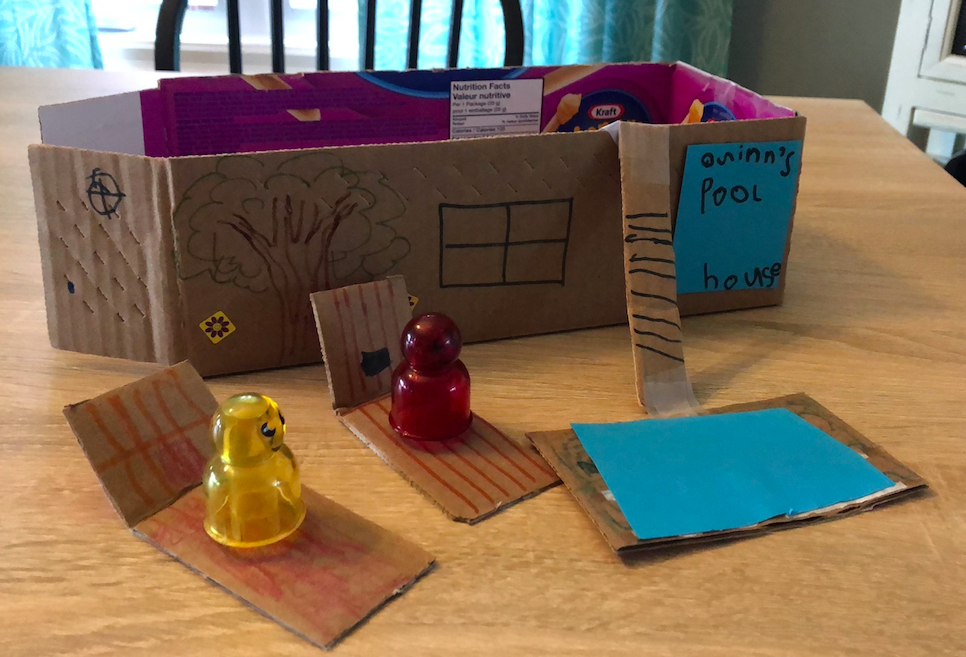 Nutrition Facts
Valeur nutritive
Kraft
Quinn's
POOL
house